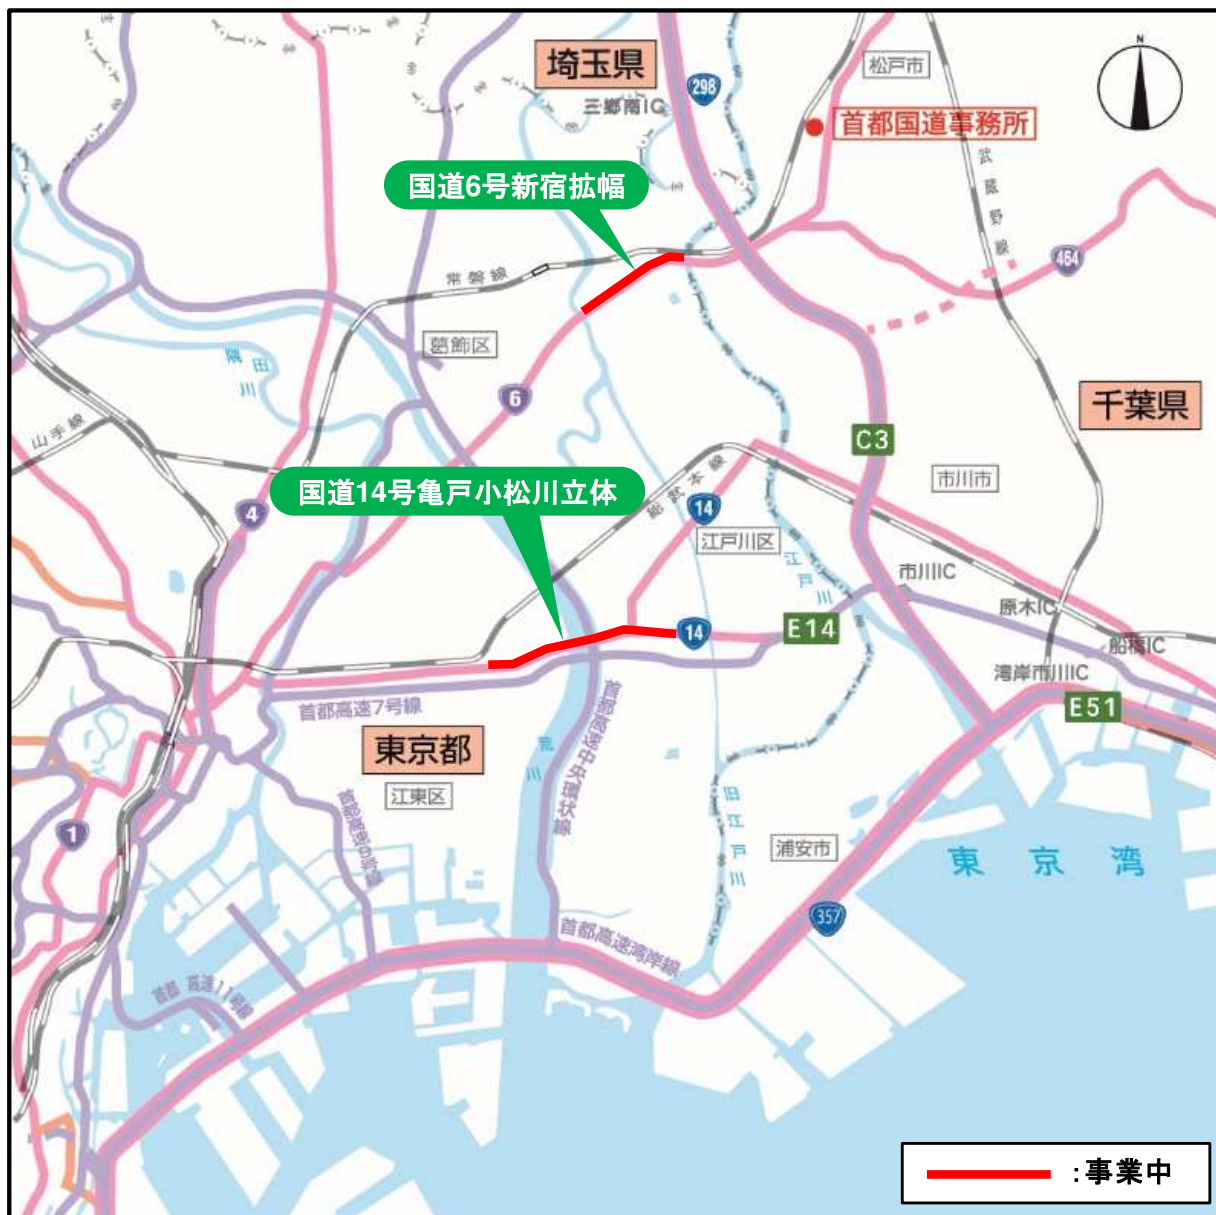 N
埼玉県
三郷南IC
298
松戸市
首都国道事務所
国道6号新宿拡幅
武蔵野線
464
常磐線
葛飾区
隅田川
6
千葉県
山手線
C3
総武本線
国道14号亀戸小松川立体
市川市
4
14
江戸川区
江戸川
市川IC
原木IC
14
E14
船橋IC
湾岸市川IC
E51
首都高速7号線
首都高速中央環状線
荒川
東京都
江東区
首都高速9号線
旧江戸川
1
浦安市
東京湾
357
首都高速湾岸線
首都高速11号線
:事業中